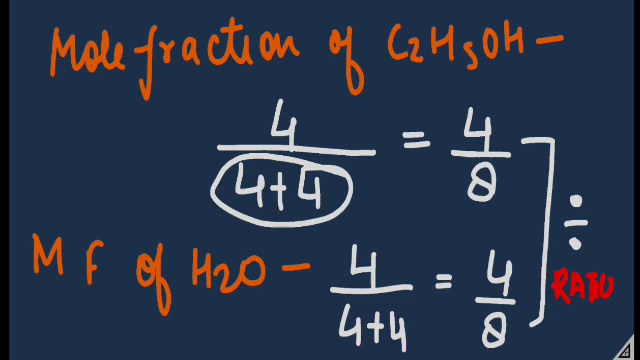 Mole fraction of C2H5OH –
4/(4+4) = 4/8
÷
M F of H2O – 4/(4+4) = 4/8
RATIO